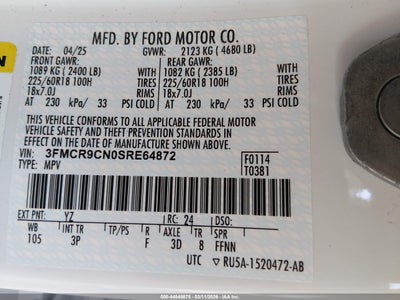 MFD. BY FORD MOTOR CO.
DATE: 04/25 GVWR: 2123 KG (4680 LB)
FRONT GAWR: REAR GAWR:
1089 KG (2400 LB) WITH 1082 KG (2385 LB) WITH
225/60R18 100H TIRES 225/60R18 100H TIRES
18x7.0J RIMS 18x7.0J RIMS
AT 230 kPa/ 33 PSI COLD AT 230 kPa/ 33 PSI COLD
THIS VEHICLE CONFORMS TO ALL APPLICABLE FEDERAL MOTOR
VEHICLE SAFETY, BUMPER, AND THEFT PREVENTION STANDARDS
IN EFFECT ON THE DATE OF MANUFACTURE SHOWN ABOVE.
VIN: 3FMCR9CN0SRE64872
TYPE: MPV
F0114
T0381
EXT PNT: YZ RC: 24 DSO:
WB INT TR TP/PS R AXLE TR SPR
105 3P F 3D 8 FFNN
UTC RU5A-1520472-AB